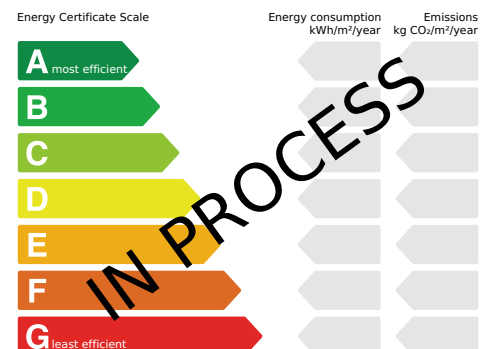 Energy Certificate Scale
Energy consumption
kWh/m²/year
Emissions
kg CO₂/m²/year
A most efficient
B
C
D
E
F
G least efficient
IN PROCESS